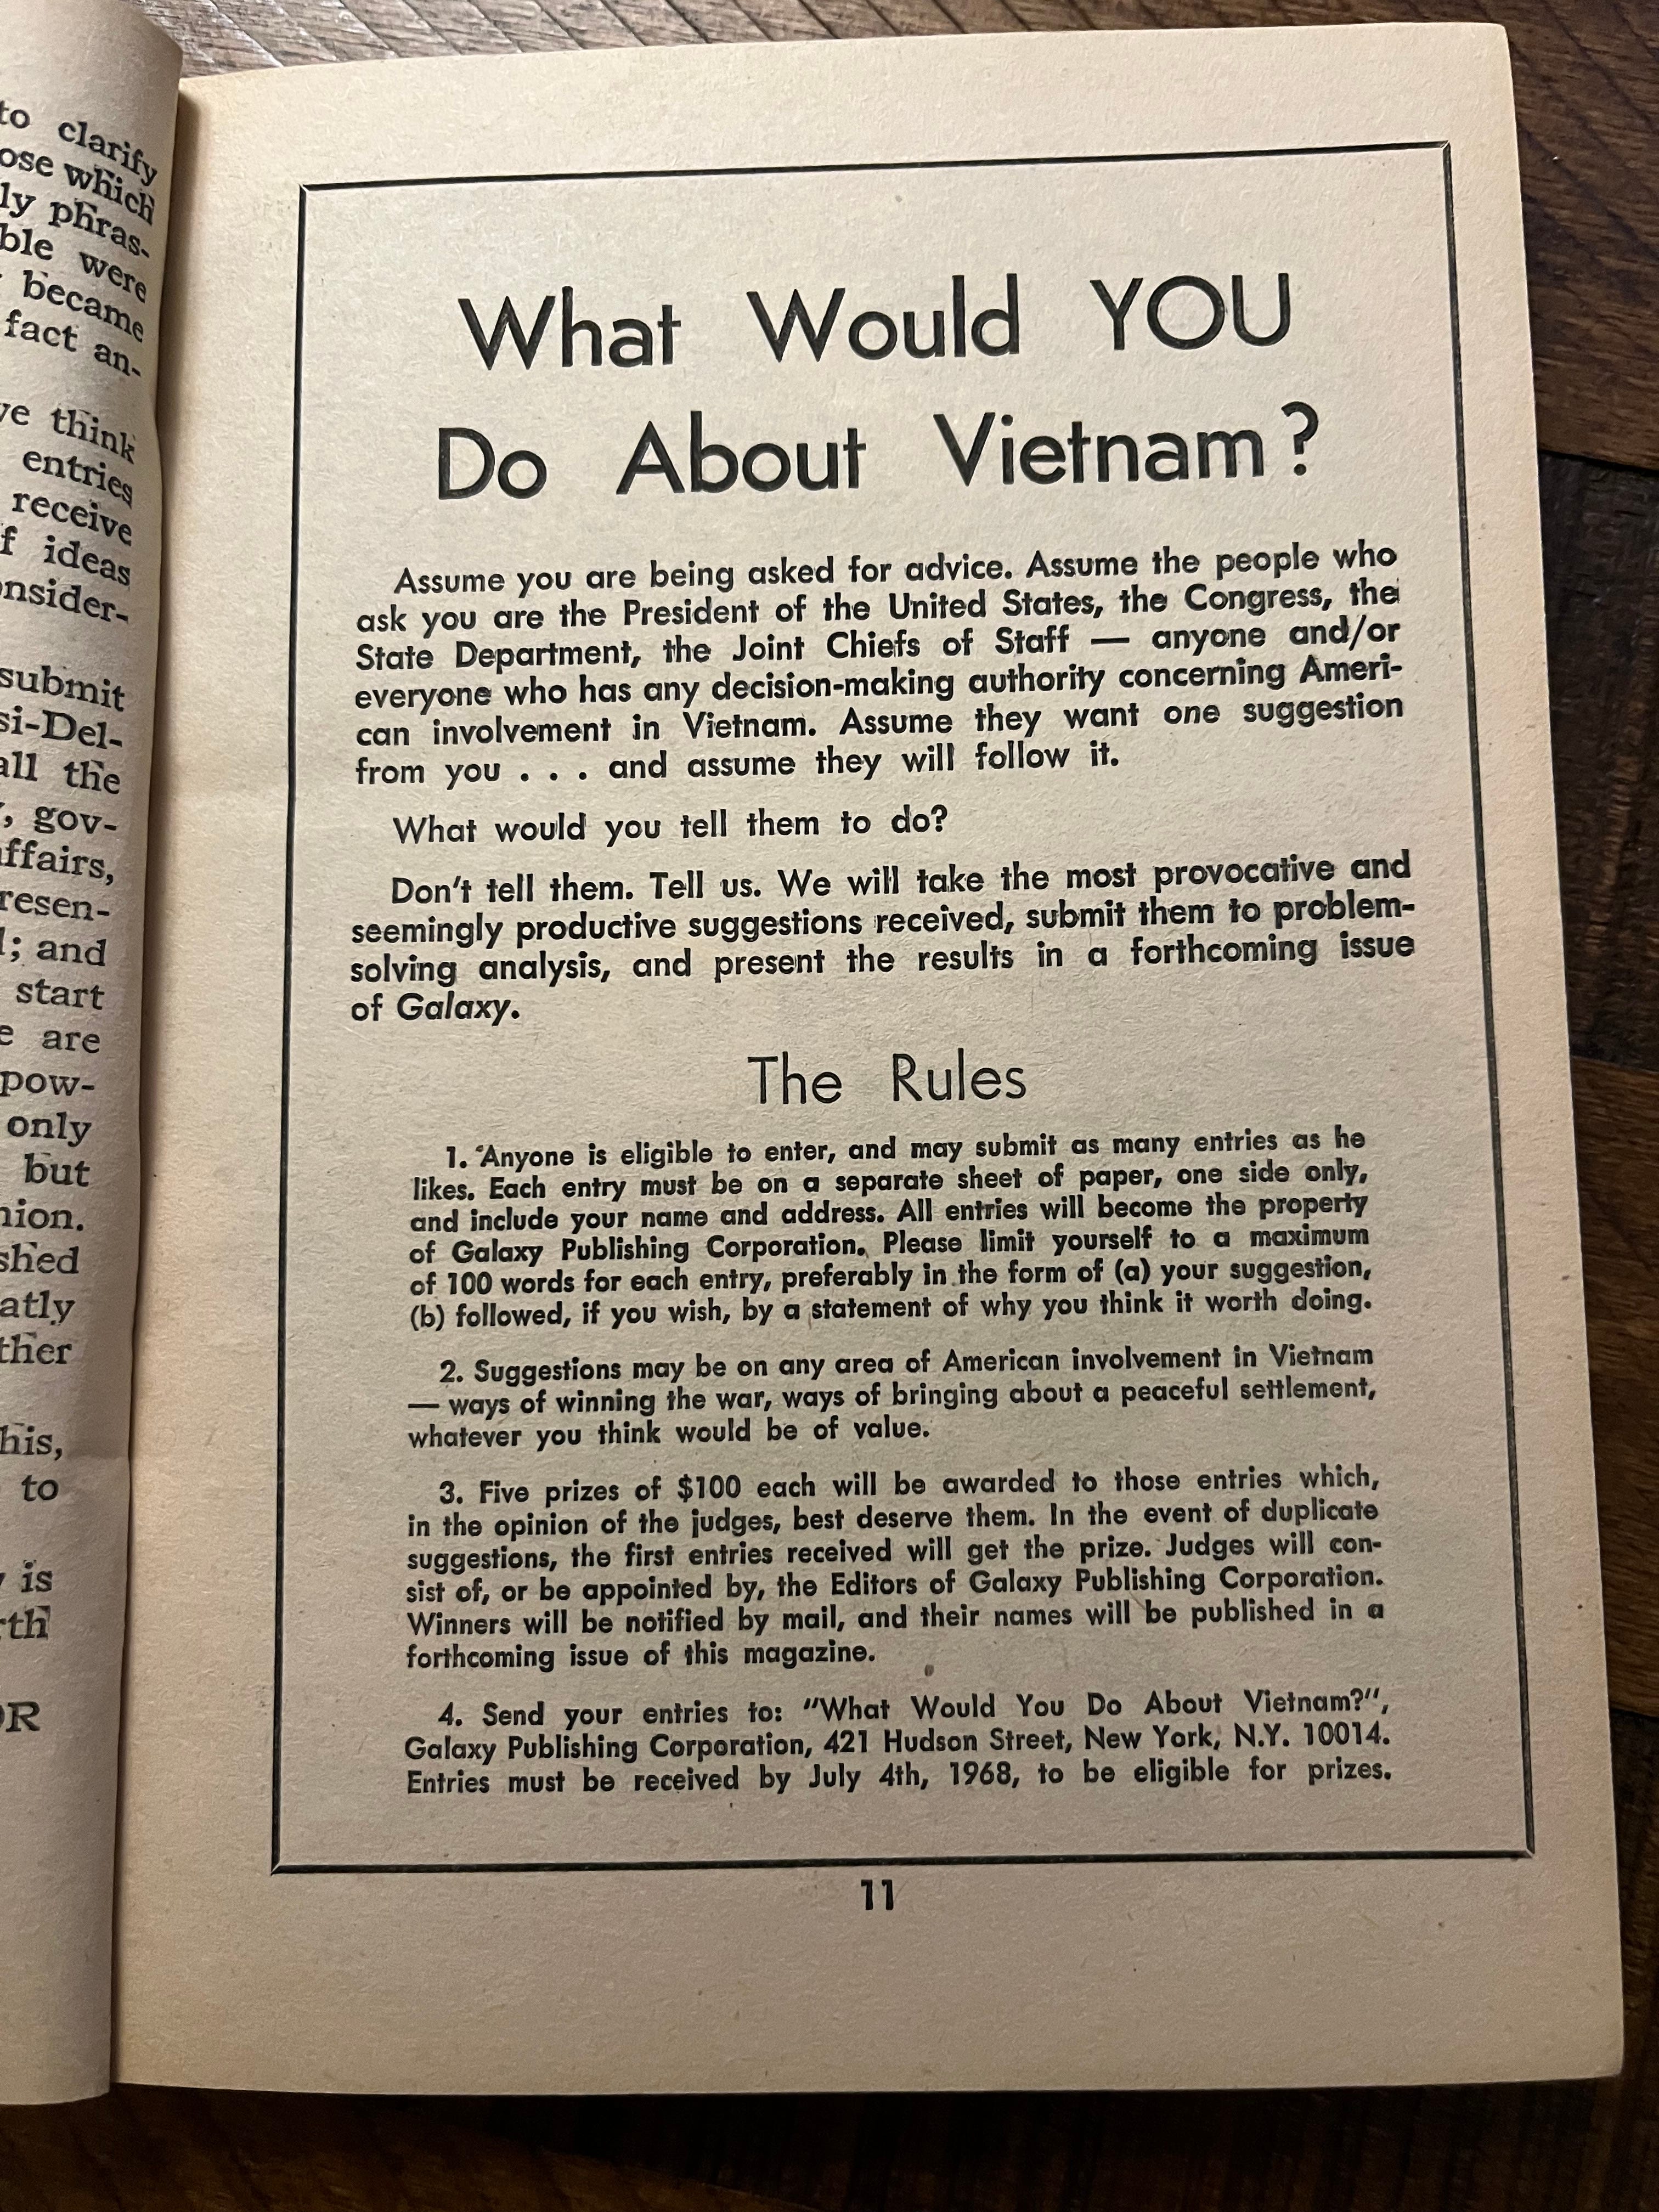 to clarify
ose which
ly phras-
ble were
became
fact an-
ve think
entries
receive
f ideas
onsider-
submit
si-Del-
all the
, gov-
ffairs,
resen-
; and
start
e are
pow-
only
but
nion.
shed
atly
ther
his,
to
is
rth
OR
What Would YOU
Do About Vietnam?
Assume you are being asked for advice. Assume the people who
ask you are the President of the United States, the Congress, the
State Department, the Joint Chiefs of Staff — anyone and/or
everyone who has any decision-making authority concerning Ameri-
can involvement in Vietnam. Assume they want one suggestion
from you . . . and assume they will follow it.
What would you tell them to do?
Don't tell them. Tell us. We will take the most provocative and
seemingly productive suggestions received, submit them to problem-
solving analysis, and present the results in a forthcoming issue
of Galaxy.
The Rules
1. Anyone is eligible to enter, and may submit as many entries as he
likes. Each entry must be on a separate sheet of paper, one side only,
and include your name and address. All entries will become the property
of Galaxy Publishing Corporation. Please limit yourself to a maximum
of 100 words for each entry, preferably in the form of (a) your suggestion,
(b) followed, if you wish, by a statement of why you think it worth doing.
2. Suggestions may be on any area of American involvement in Vietnam
— ways of winning the war, ways of bringing about a peaceful settlement,
whatever you think would be of value.
3. Five prizes of $100 each will be awarded to those entries which,
in the opinion of the judges, best deserve them. In the event of duplicate
suggestions, the first entries received will get the prize. Judges will con-
sist of, or be appointed by, the Editors of Galaxy Publishing Corporation.
Winners will be notified by mail, and their names will be published in a
forthcoming issue of this magazine.
4. Send your entries to: "What Would You Do About Vietnam?",
Galaxy Publishing Corporation, 421 Hudson Street, New York, N.Y. 10014.
Entries must be received by July 4th, 1968, to be eligible for prizes.
11